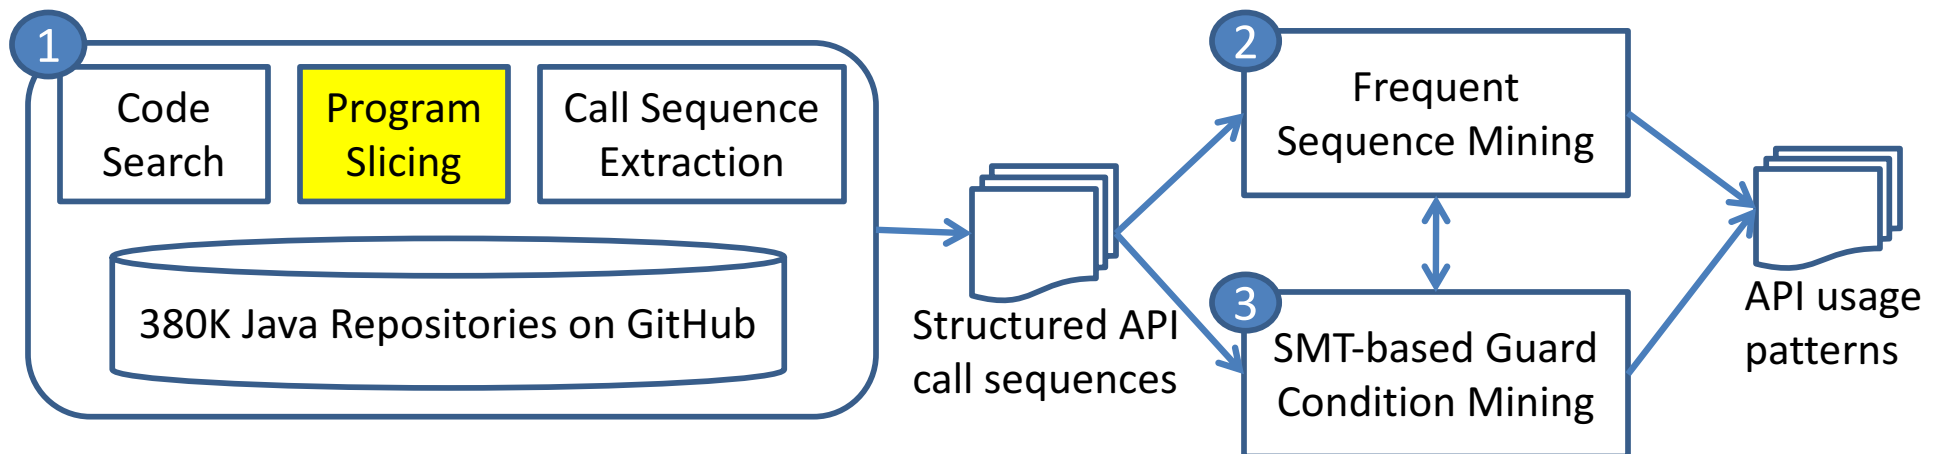 1
Code
Search
Program
Slicing
Call Sequence
Extraction
380K Java Repositories on GitHub
Structured API
call sequences
2
Frequent
Sequence Mining
3
SMT-based Guard
Condition Mining
API usage
patterns